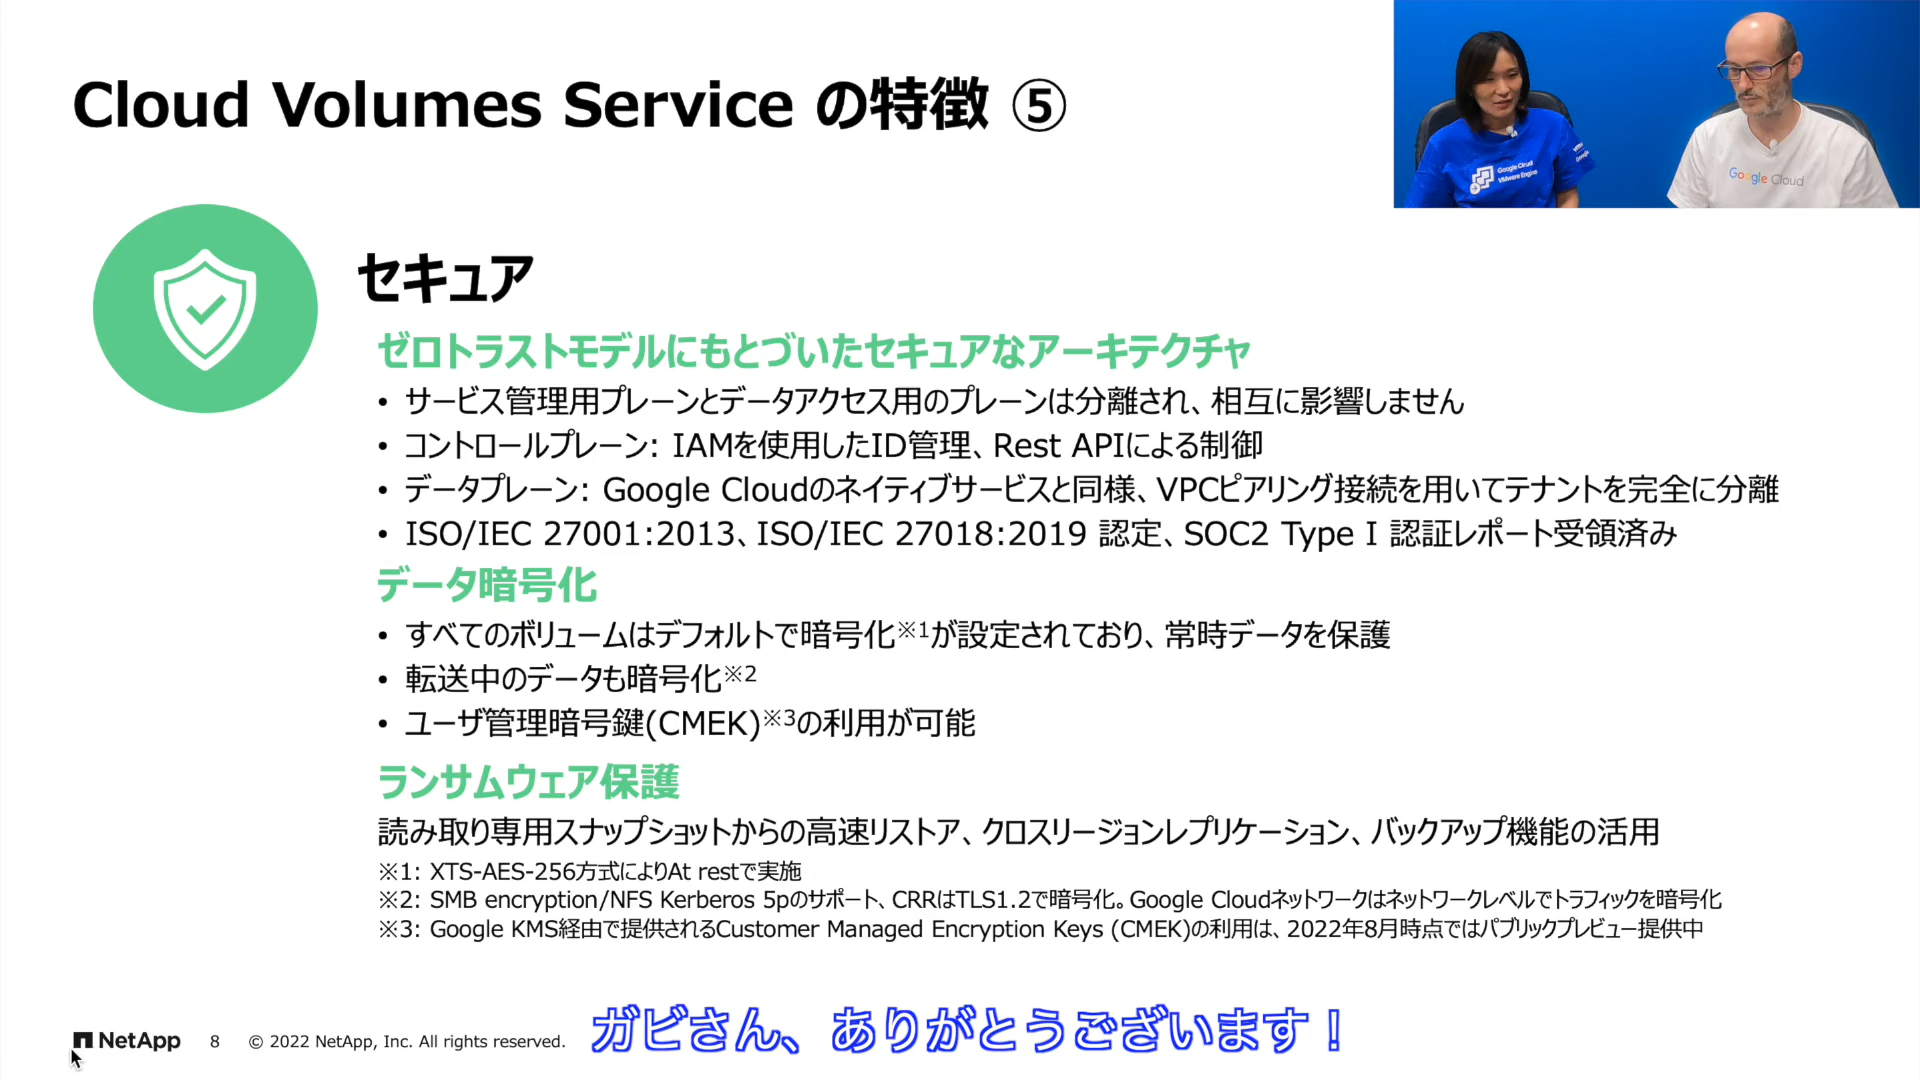 Cloud Volumes Service の特徴 ⑤
Google Cloud
VMware Engine
Google Cloud
セキュア
ゼロトラストモデルにもとづいたセキュアなアーキテクチャ
• サービス管理用プレーンとデータアクセス用のプレーンは分離され、相互に影響しません
• コントロールプレーン: IAMを使用したID管理、Rest APIによる制御
• データプレーン: Google Cloudのネイティブサービスと同様、VPCピアリング接続を用いてテナントを完全に分離
• ISO/IEC 27001:2013、ISO/IEC 27018:2019 認定、SOC2 Type I 認証レポート受領済み
データ暗号化
• すべてのボリュームはデフォルトで暗号化※1が設定されており、常時データを保護
• 転送中のデータも暗号化※2
• ユーザ管理暗号鍵(CMEK)※3の利用が可能
ランサムウェア保護
読み取り専用スナップショットからの高速リストア、クロスリージョンレプリケーション、バックアップ機能の活用
※1: XTS-AES-256方式によりAt restで実施
※2: SMB encryption/NFS Kerberos 5pのサポート、CRRはTLS1.2で暗号化。Google Cloudネットワークはネットワークレベルでトラフィックを暗号化
※3: Google KMS経由で提供されるCustomer Managed Encryption Keys (CMEK)の利用は、2022年8月時点ではパブリックプレビュー提供中
NetApp 8 © 2022 NetApp, Inc. All rights reserved.
ガビさん、ありがとうございます！